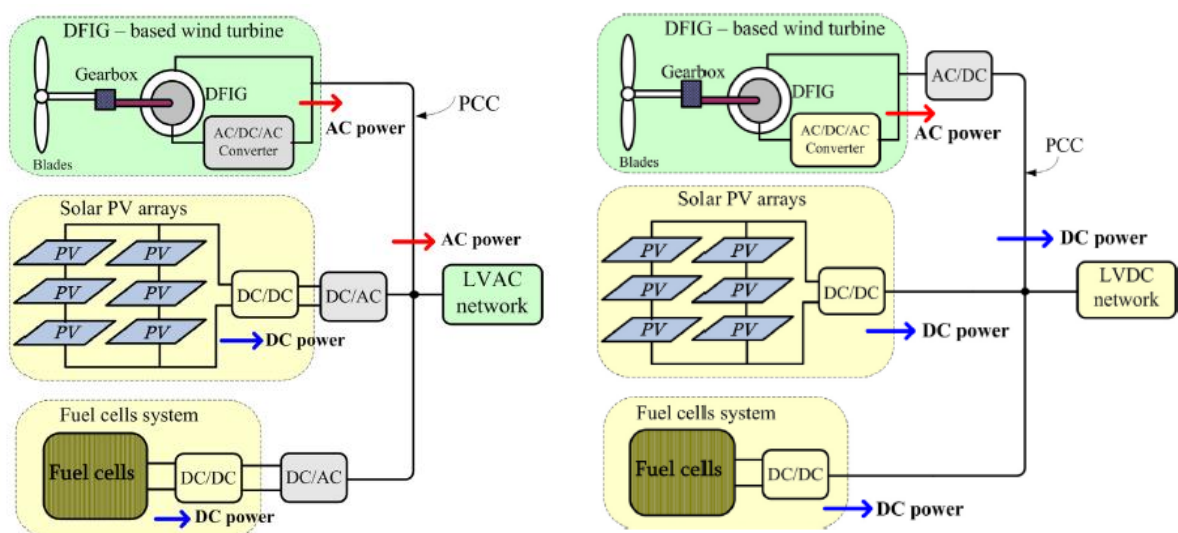 DFIG – based wind turbine
Gearbox
DFIG
AC/DC/AC
Converter
Blades
AC power
PCC
Solar PV arrays
PV
PV
PV
PV
PV
PV
DC/DC
DC/AC
DC power
AC power
LVAC
network
Fuel cells system
Fuel cells
DC/DC
DC/AC
DC power
DFIG – based wind turbine
Gearbox
DFIG
AC/DC/AC
Converter
Blades
AC/DC
AC power
PCC
Solar PV arrays
PV
PV
PV
PV
PV
PV
DC/DC
DC power
DC power
LVDC
network
Fuel cells system
Fuel cells
DC/DC
DC power